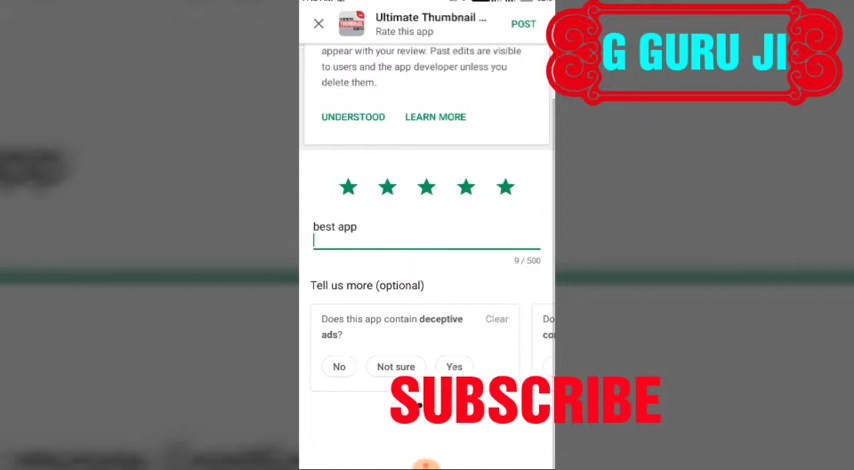 Ultimate Thumbnail ...
POST
Rate this app
G GURU JI
appear with your review. Past edits are visible
to users and the app developer unless you
delete them.
UNDERSTOOD
LEARN MORE
best app
9 / 500
Tell us more (optional)
Does this app contain deceptive
ads?
Clear
Do
co
No
Not sure
Yes
SUBSCRIBE